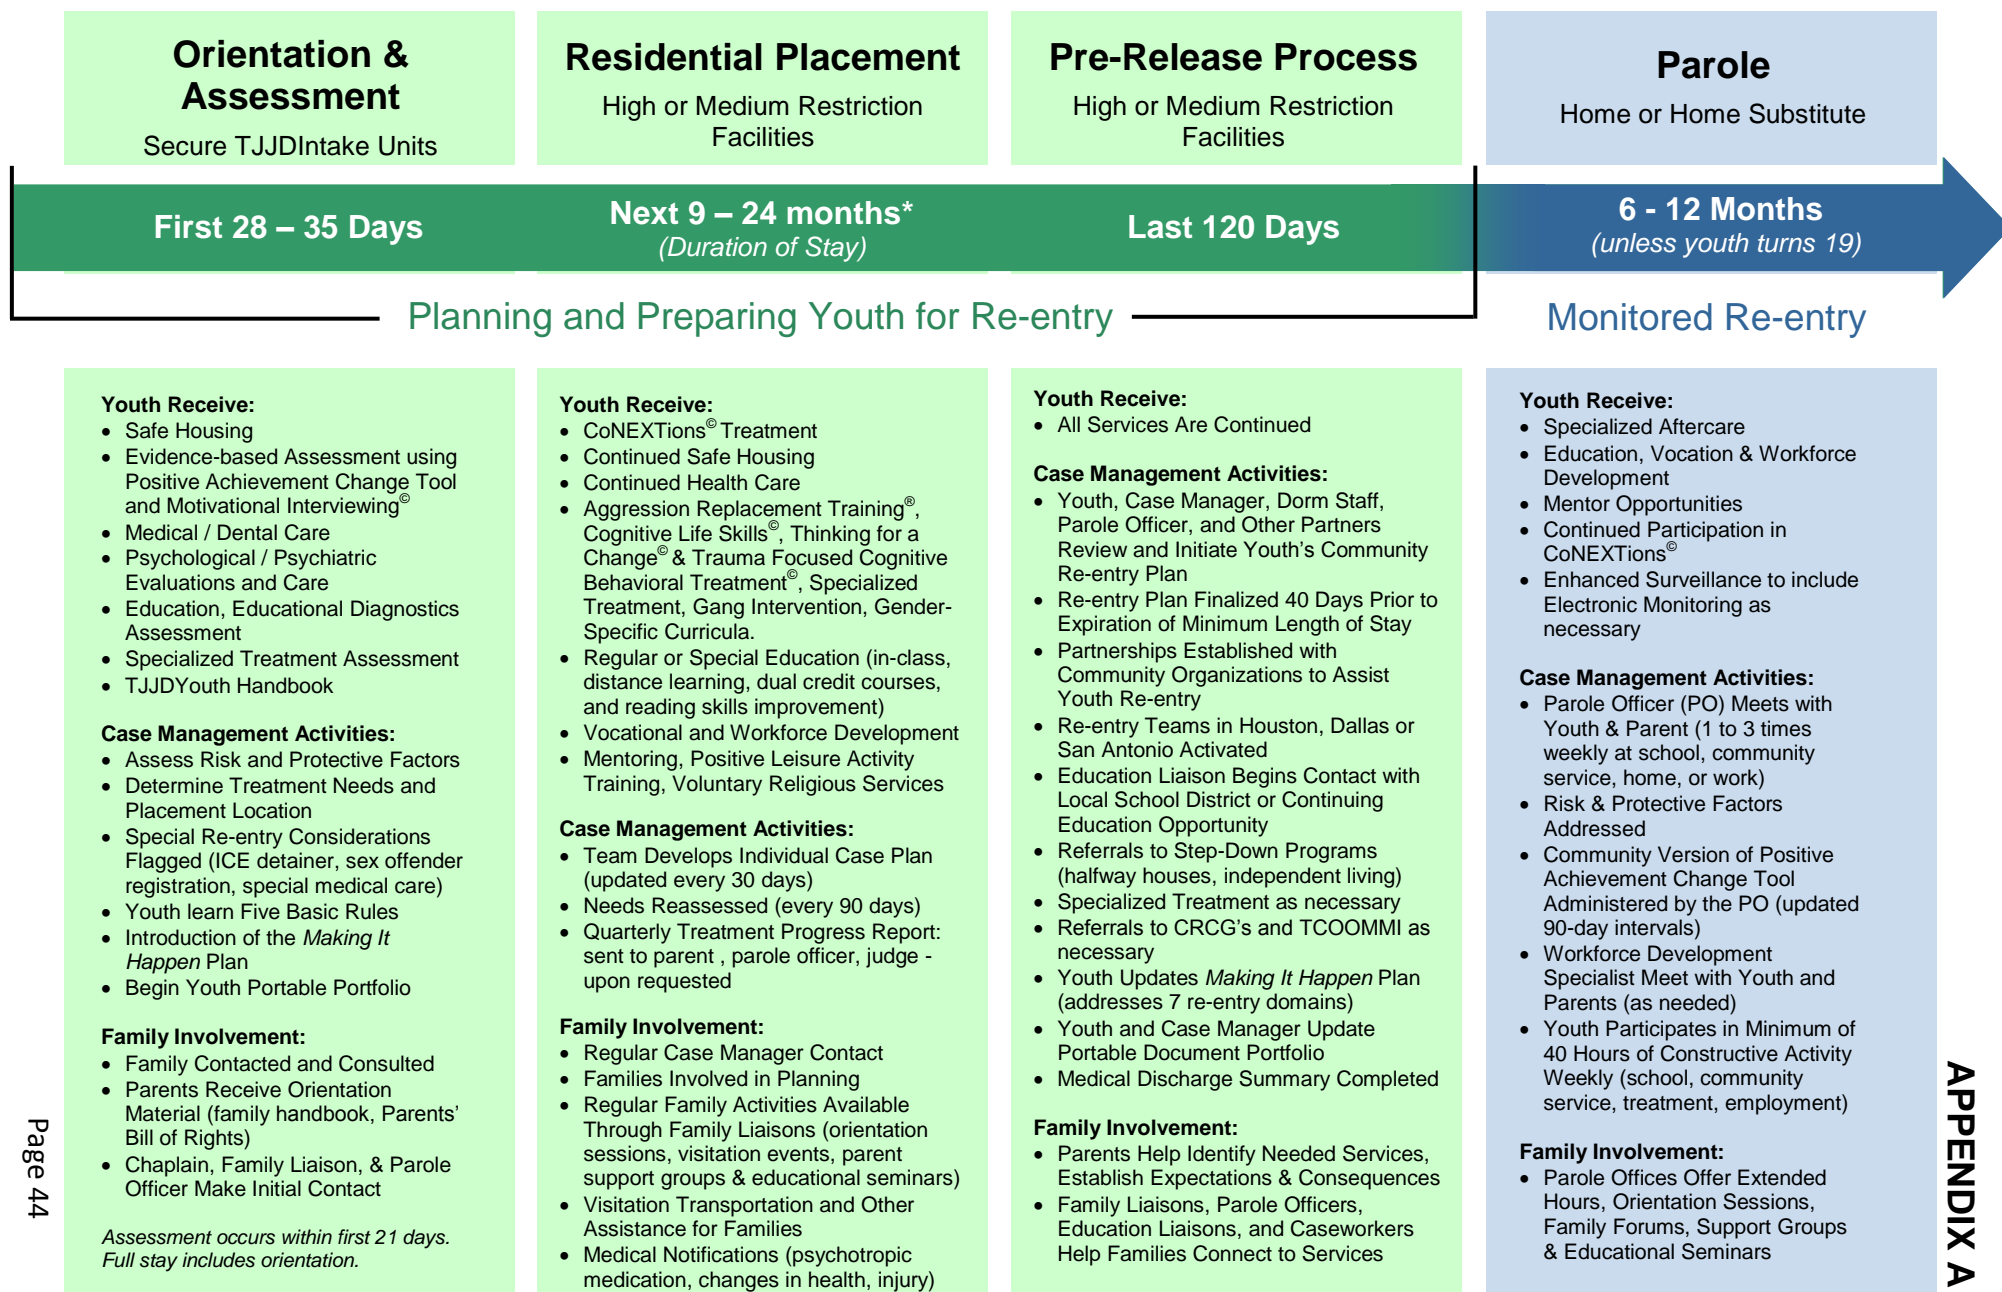 Orientation &
Assessment
Secure TJJDIntake Units
Residential Placement
High or Medium Restriction
Facilities
Pre-Release Process
High or Medium Restriction
Facilities
Parole
Home or Home Substitute
First 28 – 35 Days
Next 9 – 24 months*
(Duration of Stay)
Last 120 Days
6 - 12 Months
(unless youth turns 19)
Planning and Preparing Youth for Re-entry
Monitored Re-entry
Youth Receive:
• Safe Housing
• Evidence-based Assessment using
Positive Achievement Change Tool
and Motivational Interviewing©
• Medical / Dental Care
• Psychological / Psychiatric
Evaluations and Care
• Education, Educational Diagnostics
Assessment
• Specialized Treatment Assessment
• TJJDYouth Handbook
Case Management Activities:
• Assess Risk and Protective Factors
• Determine Treatment Needs and
Placement Location
• Special Re-entry Considerations
Flagged (ICE detainer, sex offender
registration, special medical care)
• Youth learn Five Basic Rules
• Introduction of the Making It
Happen Plan
• Begin Youth Portable Portfolio
Family Involvement:
• Family Contacted and Consulted
• Parents Receive Orientation
Material (family handbook, Parents’
Bill of Rights)
• Chaplain, Family Liaison, & Parole
Officer Make Initial Contact
Assessment occurs within first 21 days.
Full stay includes orientation.
Youth Receive:
• CoNEXTions© Treatment
• Continued Safe Housing
• Continued Health Care
• Aggression Replacement Training®,
Cognitive Life Skills©, Thinking for a
Change© & Trauma Focused Cognitive
Behavioral Treatment©, Specialized
Treatment, Gang Intervention, Gender-
Specific Curricula.
• Regular or Special Education (in-class,
distance learning, dual credit courses,
and reading skills improvement)
• Vocational and Workforce Development
• Mentoring, Positive Leisure Activity
Training, Voluntary Religious Services
Case Management Activities:
• Team Develops Individual Case Plan
(updated every 30 days)
• Needs Reassessed (every 90 days)
• Quarterly Treatment Progress Report:
sent to parent , parole officer, judge -
upon requested
Family Involvement:
• Regular Case Manager Contact
• Families Involved in Planning
• Regular Family Activities Available
Through Family Liaisons (orientation
sessions, visitation events, parent
support groups & educational seminars)
• Visitation Transportation and Other
Assistance for Families
• Medical Notifications (psychotropic
medication, changes in health, injury)
Youth Receive:
• All Services Are Continued
Case Management Activities:
• Youth, Case Manager, Dorm Staff,
Parole Officer, and Other Partners
Review and Initiate Youth’s Community
Re-entry Plan
• Re-entry Plan Finalized 40 Days Prior to
Expiration of Minimum Length of Stay
• Partnerships Established with
Community Organizations to Assist
Youth Re-entry
• Re-entry Teams in Houston, Dallas or
San Antonio Activated
• Education Liaison Begins Contact with
Local School District or Continuing
Education Opportunity
• Referrals to Step-Down Programs
(halfway houses, independent living)
• Specialized Treatment as necessary
• Referrals to CRCG’s and TCOOMMI as
necessary
• Youth Updates Making It Happen Plan
(addresses 7 re-entry domains)
• Youth and Case Manager Update
Portable Document Portfolio
• Medical Discharge Summary Completed
Family Involvement:
• Parents Help Identify Needed Services,
Establish Expectations & Consequences
• Family Liaisons, Parole Officers,
Education Liaisons, and Caseworkers
Help Families Connect to Services
Youth Receive:
• Specialized Aftercare
• Education, Vocation & Workforce
Development
• Mentor Opportunities
• Continued Participation in
CoNEXTions©
• Enhanced Surveillance to include
Electronic Monitoring as
necessary
Case Management Activities:
• Parole Officer (PO) Meets with
Youth & Parent (1 to 3 times
weekly at school, community
service, home, or work)
• Risk & Protective Factors
Addressed
• Community Version of Positive
Achievement Change Tool
Administered by the PO (updated
90-day intervals)
• Workforce Development
Specialist Meet with Youth and
Parents (as needed)
• Youth Participates in Minimum of
40 Hours of Constructive Activity
Weekly (school, community
service, treatment, employment)
Family Involvement:
• Parole Offices Offer Extended
Hours, Orientation Sessions,
Family Forums, Support Groups
& Educational Seminars
Page 44
APPENDIX A